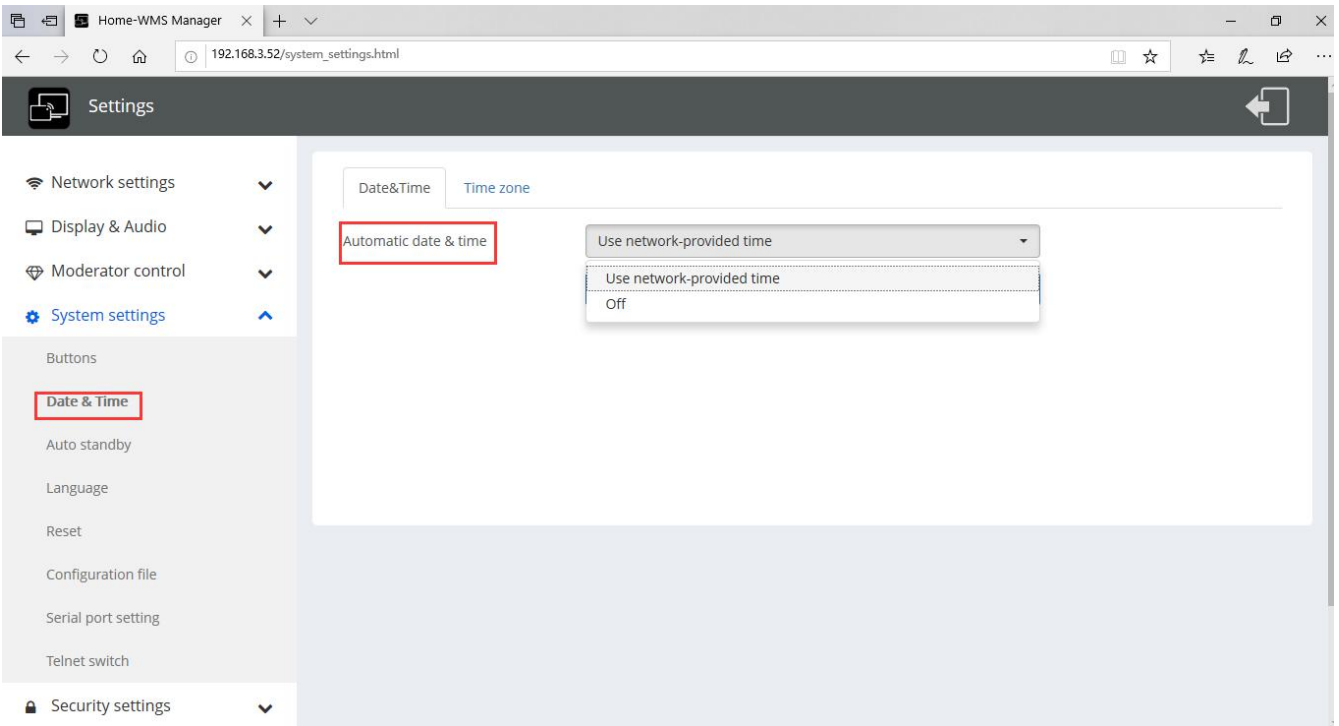 Home-WMS Manager
192.168.3.52/system_settings.html
Settings
Network settings
Display & Audio
Moderator control
System settings
Buttons
Date & Time
Auto standby
Language
Reset
Configuration file
Serial port setting
Telnet switch
Security settings
Date&Time Time zone
Automatic date & time Use network-provided time
Use network-provided time
Off